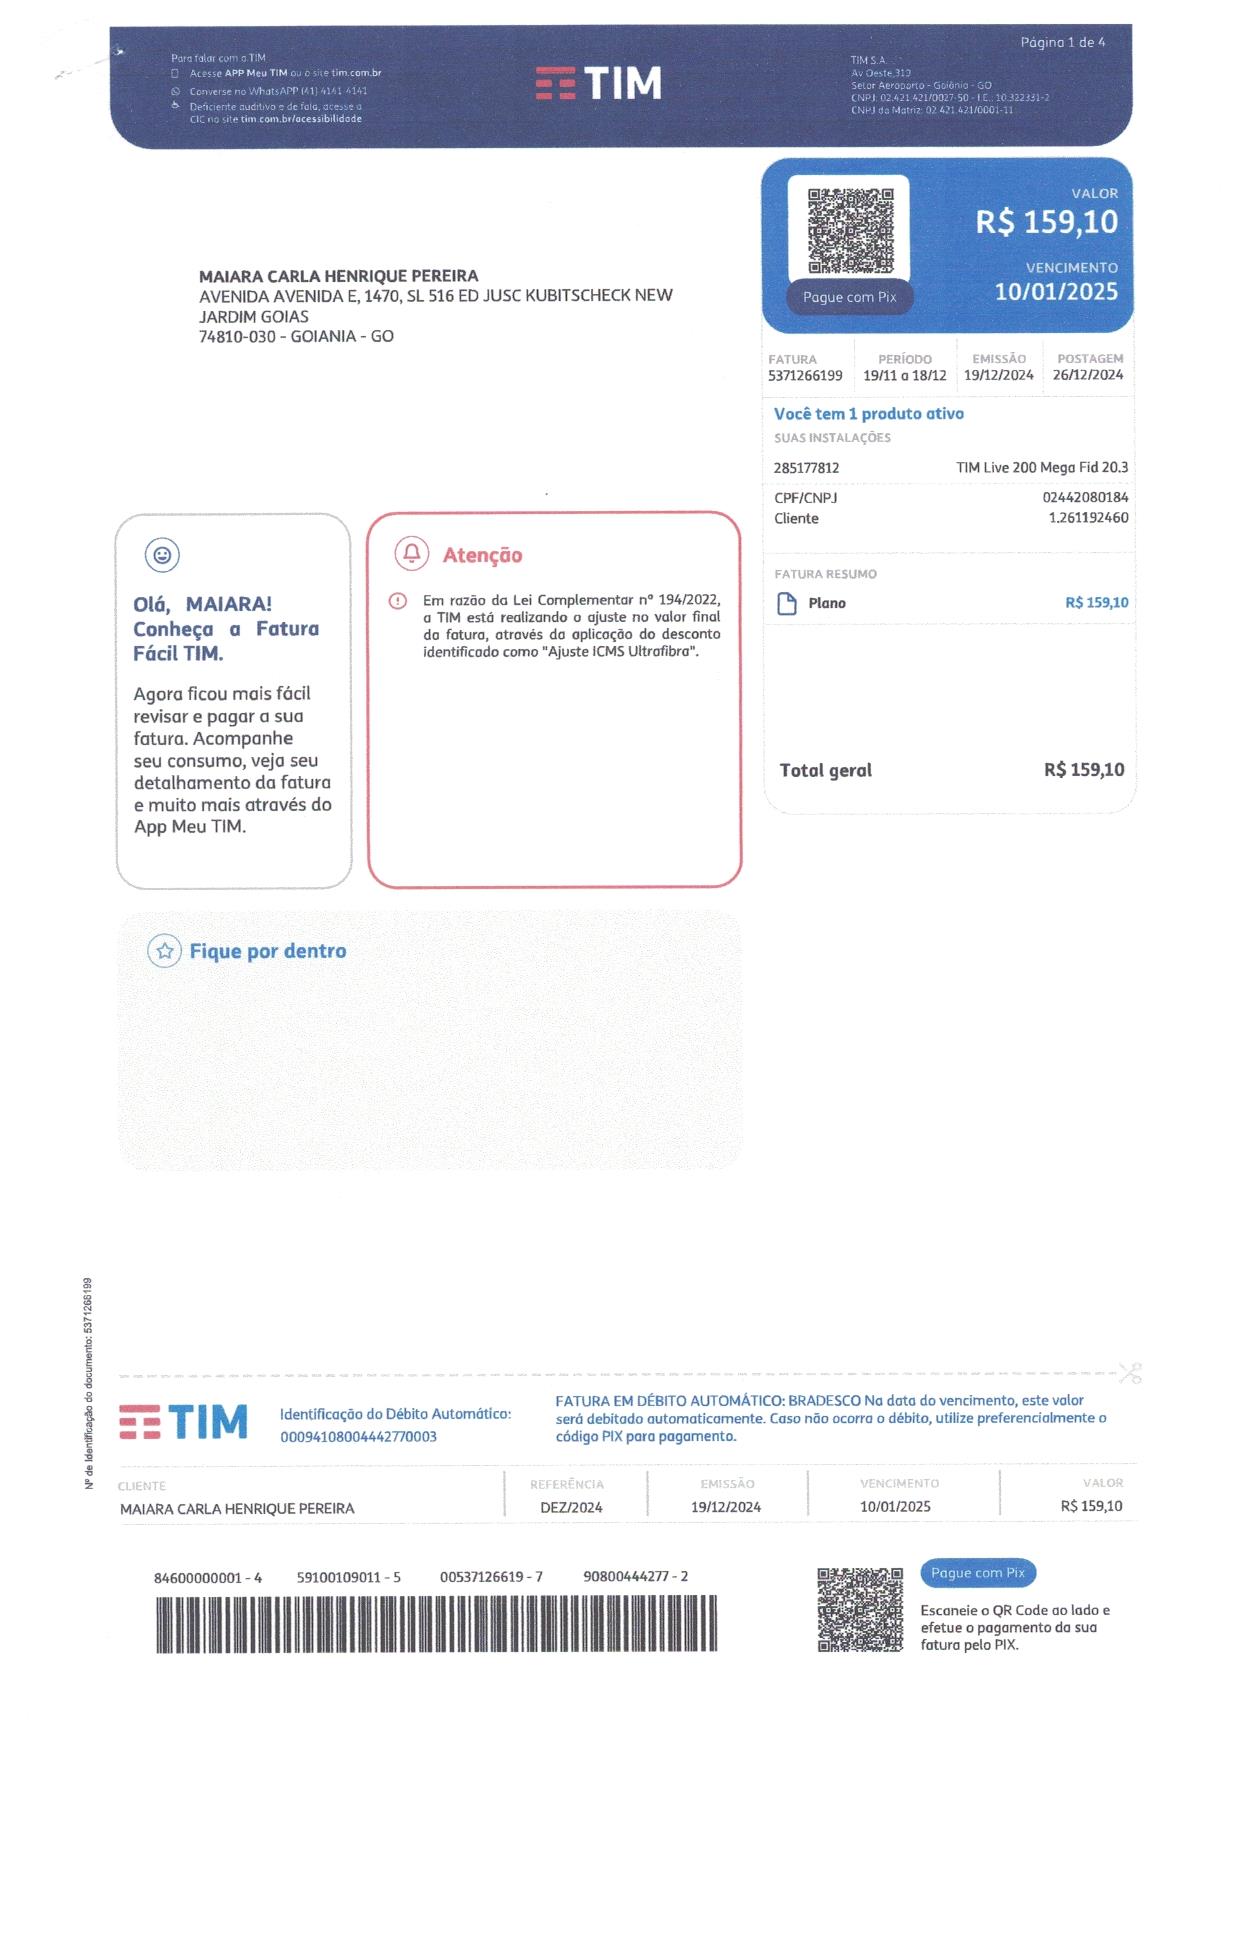 Página 1 de 4
Para falar com a TIM
Acesse APP Meu TIM ou o site tim.com.br
Converse no WhatsAPP (41) 4141-4141
Deficiente auditivo e de fala, acesse a
CIC no site tim.com.br/acessibilidade
TIM
TIM S.A.
Av Oeste,310
Setor Aeroporto - Goiânia - GO
CNPJ: 02.421.421/0027-50 - I.E.: 10.322331-2
CNPJ da Matriz: 02.421.421/0001-11
VALOR
R$ 159,10
VENCIMENTO
10/01/2025
Pague com Pix
MAIARA CARLA HENRIQUE PEREIRA
AVENIDA AVENIDA E, 1470, SL 516 ED JUSC KUBITSCHECK NEW
JARDIM GOIAS
74810-030 - GOIANIA - GO
FATURA PERÍODO EMISSÃO POSTAGEM
5371266199 19/11 a 18/12 19/12/2024 26/12/2024
Você tem 1 produto ativo
SUAS INSTALAÇÕES
285177812 TIM Live 200 Mega Fid 20.3
CPF/CNPJ 02442080184
Cliente 1.261192460
FATURA RESUMO
Plano R$ 159,10
Total geral R$ 159,10
Olá, MAIARA!
Conheça a Fatura
Fácil TIM.
Agora ficou mais fácil
revisar e pagar a sua
fatura. Acompanhe
seu consumo, veja seu
detalhamento da fatura
e muito mais através do
App Meu TIM.
Atenção
Em razão da Lei Complementar nº 194/2022,
a TIM está realizando o ajuste no valor final
da fatura, através da aplicação do desconto
identificado como "Ajuste ICMS Ultrafibra".
Fique por dentro
Nº de Identificação do documento: 5371266199
TIM
Identificação do Débito Automático:
00094108004442770003
FATURA EM DÉBITO AUTOMÁTICO: BRADESCO Na data do vencimento, este valor
será debitado automaticamente. Caso não ocorra o débito, utilize preferencialmente o
código PIX para pagamento.
CLIENTE REFERÊNCIA EMISSÃO VENCIMENTO VALOR
MAIARA CARLA HENRIQUE PEREIRA DEZ/2024 19/12/2024 10/01/2025 R$ 159,10
84600000001 - 4 59100109011 - 5 00537126619 - 7 90800444277 - 2
Pague com Pix
Escaneie o QR Code ao lado e
efetue o pagamento da sua
fatura pelo PIX.